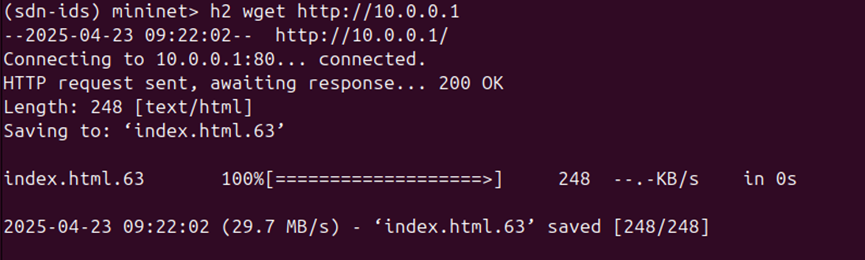 (sdn-ids) mininet> h2 wget http://10.0.0.1
--2025-04-23 09:22:02--  http://10.0.0.1/
Connecting to 10.0.0.1:80... connected.
HTTP request sent, awaiting response... 200 OK
Length: 248 [text/html]
Saving to: ‘index.html.63’
index.html.63       100%[===================>]     248  --.-KB/s    in 0s
2025-04-23 09:22:02 (29.7 MB/s) - ‘index.html.63’ saved [248/248]